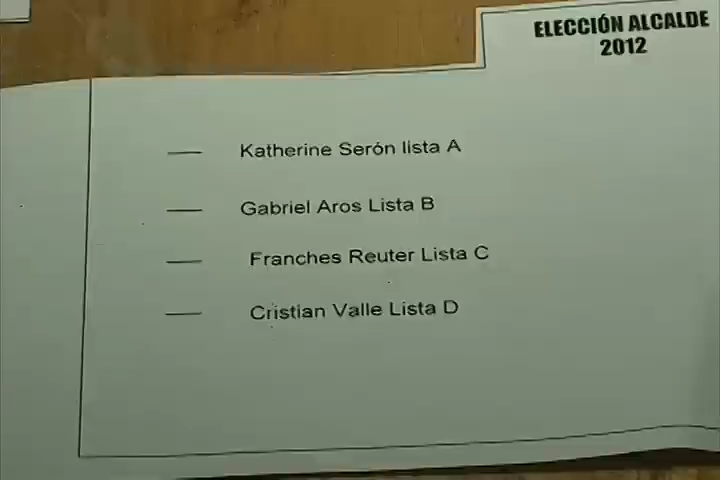 ELECCIÓN ALCALDE
2012
Katherine Serón lista A
Gabriel Aros Lista B
Franches Reuter Lista C
Cristian Valle Lista D